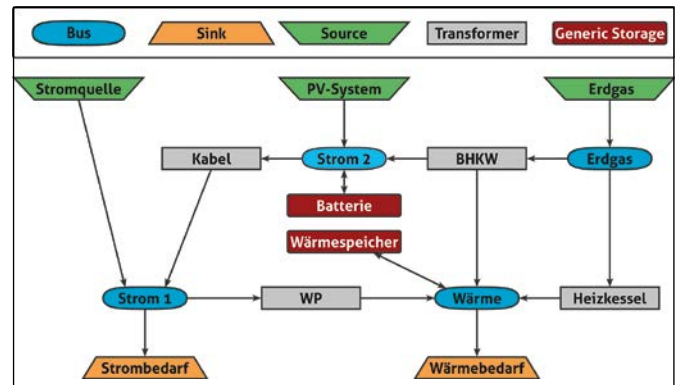 Bus
Sink
Source
Transformer
Generic Storage
Stromquelle
PV-System
Erdgas
Kabel
Strom 2
BHKW
Erdgas
Batterie
Wärmespeicher
Strom 1
WP
Wärme
Heizkessel
Strombedarf
Wärmebedarf